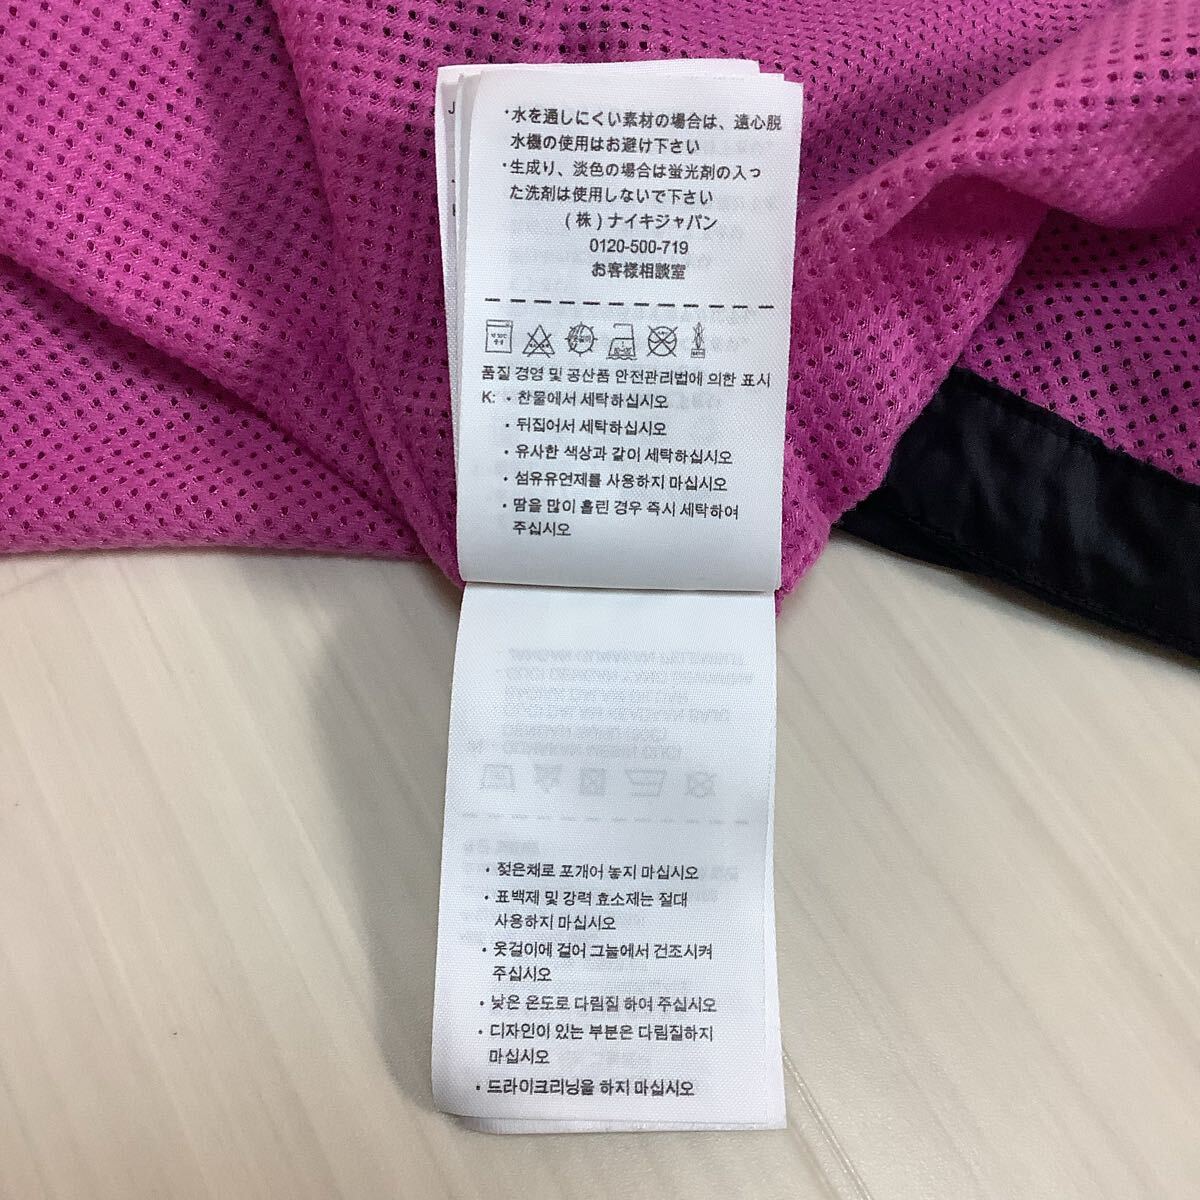 ・水を通しにくい素材の場合は、遠心脱
水機の使用はお避け下さい
・生成り、淡色の場合は蛍光剤の入っ
た洗剤は使用しないで下さい
(株)ナイキジャパン
0120-500-719
お客様相談室
품질 경영 및 공산품 안전관리법에 의한 표시
K: • 찬물에서 세탁하십시오
• 뒤집어서 세탁하십시오
• 유사한 색상과 같이 세탁하십시오
• 섬유유연제를 사용하지 마십시오
• 땀을 많이 흘린 경우 즉시 세탁하여
주십시오
• 젖은채로 포개어 놓지 마십시오
• 표백제 및 강력 효소제는 절대
사용하지 마십시오
• 옷걸이에 걸어 그늘에서 건조시켜
주십시오
• 낮은 온도로 다림질 하여 주십시오
• 디자인이 있는 부분은 다림질하지
마십시오
• 드라이크리닝을 하지 마십시오